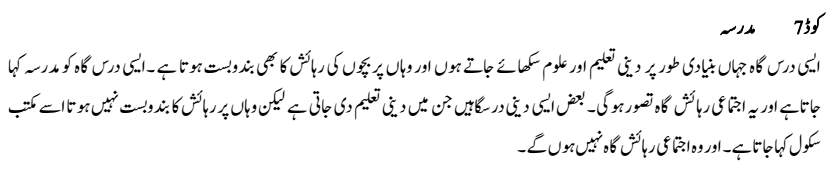 کوڈ7 مدرسہ
ایسی درس گاہ جہاں بنیادی طور پر دینی تعلیم اور علوم سکھائے جاتے ہوں اور وہاں پر بچوں کی رہائش کا بھی بندوبست ہوتا ہے ۔ ایسی درس گاہ کو مدرسہ کہا
جاتا ہے اور یہ اجتماعی رہائش گاہ تصور ہوگی۔ بعض ایسی دینی درسگاہیں جن میں دینی تعلیم دی جاتی ہے لیکن وہاں پر رہائش کا بندوبست نہیں ہوتا اسے مکتب
سکول کہا جاتا ہے۔ اور وہ اجتماعی رہائش گاہ نہیں ہوں گے۔